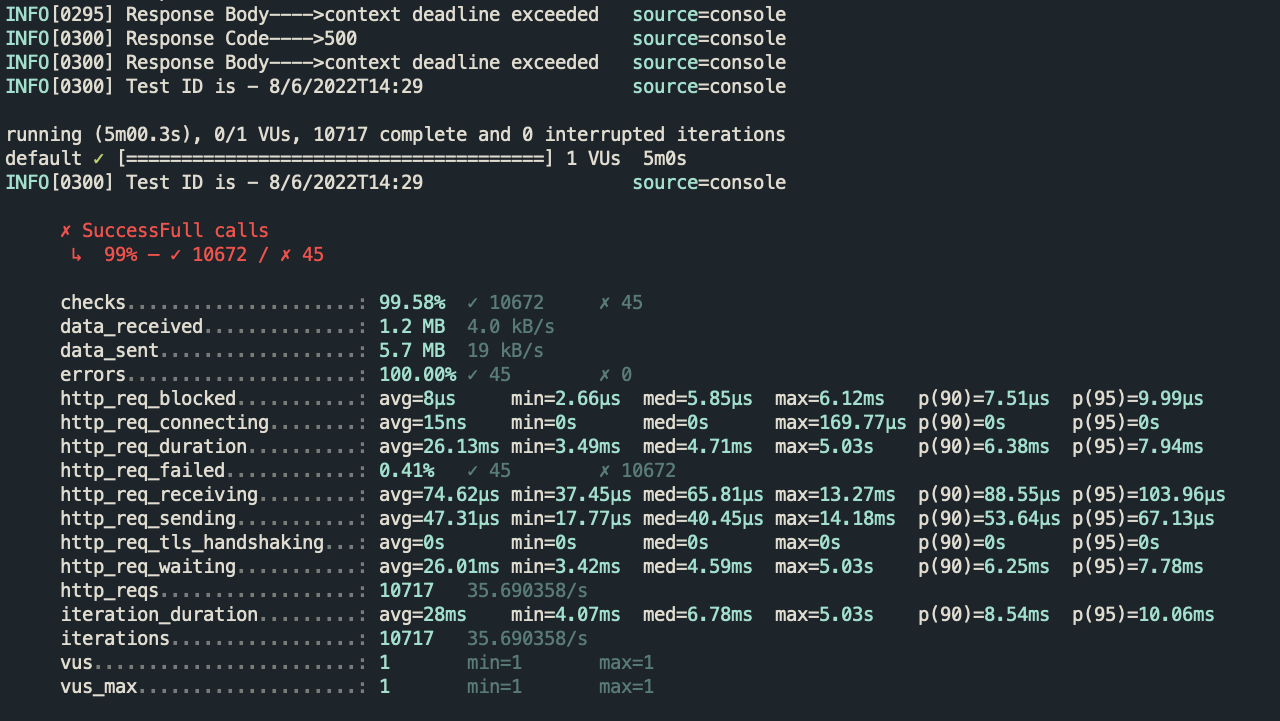 INFO[0295] Response Body---->context deadline exceeded   source=console
INFO[0300] Response Code---->500                         source=console
INFO[0300] Response Body---->context deadline exceeded   source=console
INFO[0300] Test ID is - 8/6/2022T14:29                   source=console

running (5m00.3s), 0/1 VUs, 10717 complete and 0 interrupted iterations
default ✓ [======================================] 1 VUs  5m0s
INFO[0300] Test ID is - 8/6/2022T14:29                   source=console

     ✗ SuccessFull calls
      ↳  99% — ✓ 10672 / ✗ 45

     checks.....................: 99.58%  ✓ 10672     ✗ 45
     data_received..............: 1.2 MB  4.0 kB/s
     data_sent..................: 5.7 MB  19 kB/s
     errors.....................: 100.00% ✓ 45        ✗ 0
     http_req_blocked...........: avg=8µs     min=2.66µs  med=5.85µs  max=6.12ms   p(90)=7.51µs  p(95)=9.99µs
     http_req_connecting........: avg=15ns    min=0s      med=0s      max=169.77µs p(90)=0s      p(95)=0s
     http_req_duration..........: avg=26.13ms min=3.49ms  med=4.71ms  max=5.03s    p(90)=6.38ms  p(95)=7.94ms
     http_req_failed............: 0.41%   ✓ 45        ✗ 10672
     http_req_receiving.........: avg=74.62µs min=37.45µs med=65.81µs max=13.27ms  p(90)=88.55µs p(95)=103.96µs
     http_req_sending...........: avg=47.31µs min=17.77µs med=40.45µs max=14.18ms  p(90)=53.64µs p(95)=67.13µs
     http_req_tls_handshaking...: avg=0s      min=0s      med=0s      max=0s       p(90)=0s      p(95)=0s
     http_req_waiting...........: avg=26.01ms min=3.42ms  med=4.59ms  max=5.03s    p(90)=6.25ms  p(95)=7.78ms
     http_reqs..................: 10717   35.690358/s
     iteration_duration.........: avg=28ms    min=4.07ms  med=6.78ms  max=5.03s    p(90)=8.54ms  p(95)=10.06ms
     iterations.................: 10717   35.690358/s
     vus........................: 1       min=1       max=1
     vus_max....................: 1       min=1       max=1